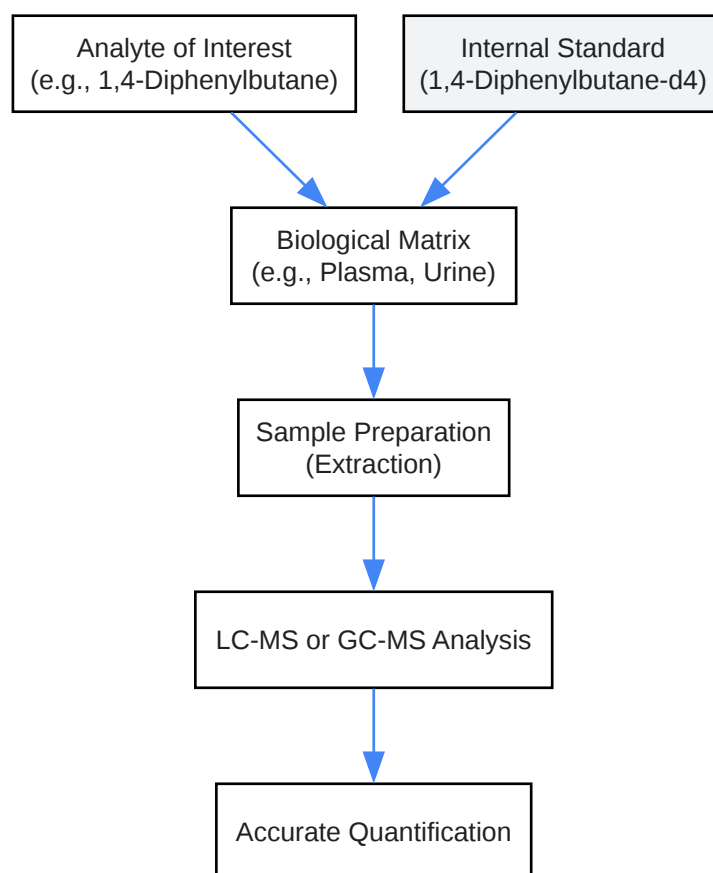 Analyte of Interest
(e.g., 1,4-Diphenylbutane)
Internal Standard
(1,4-Diphenylbutane-d4)
Biological Matrix
(e.g., Plasma, Urine)
Sample Preparation
(Extraction)
LC-MS or GC-MS Analysis
Accurate Quantification